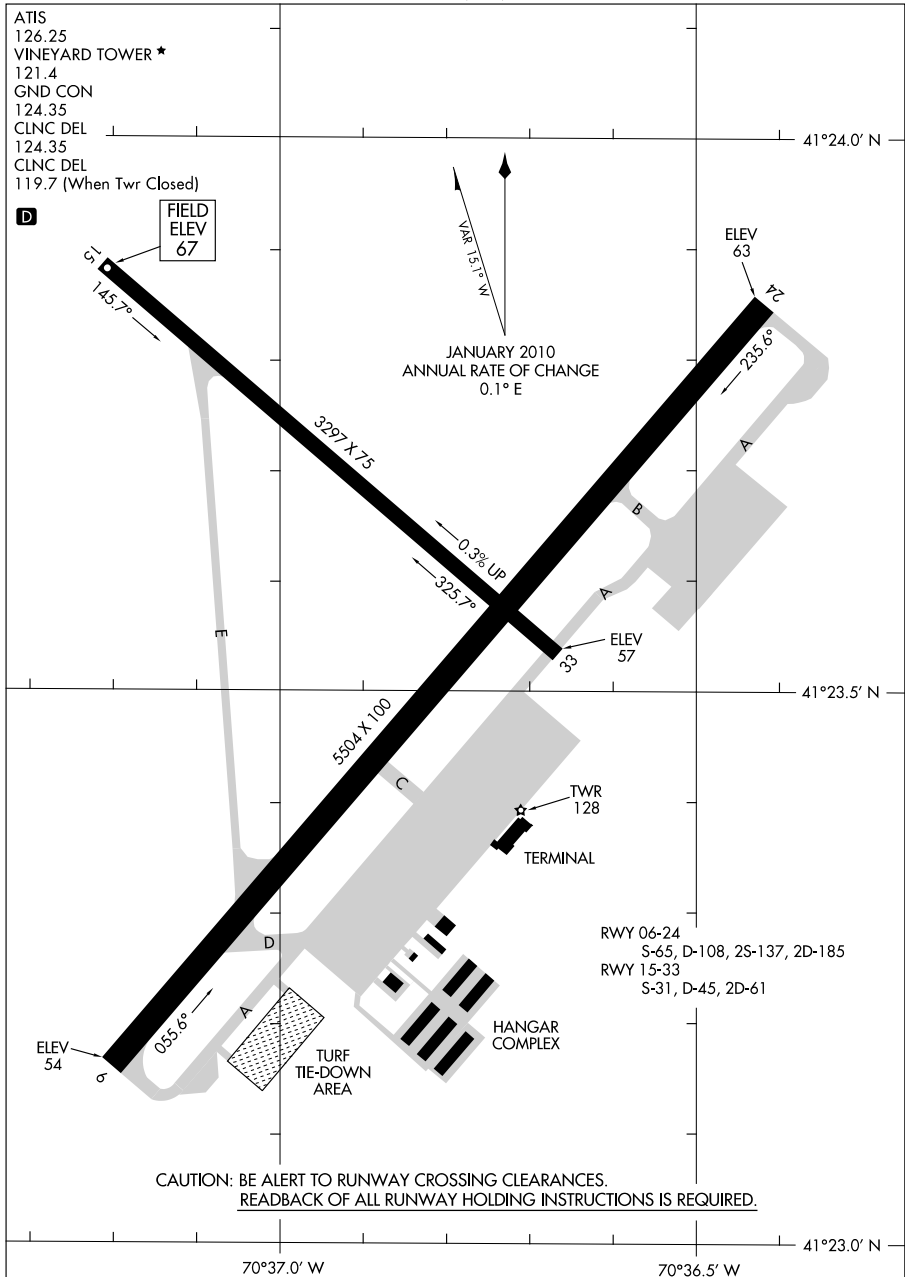 ATIS
126.25
VINEYARD TOWER ★
121.4
GND CON
124.35
CLNC DEL
124.35
CLNC DEL
119.7 (When Twr Closed)
D
FIELD
ELEV
67
15
145.7°
VAR 15.1° W
JANUARY 2010
ANNUAL RATE OF CHANGE
0.1° E
41°24.0' N
ELEV
63
24
235.6°
A
3297 X 75
B
0.3% UP
325.7°
A
E
ELEV
57
33
41°23.5' N
5504 X 100
C
TWR
128
TERMINAL
D
RWY 06-24
S-65, D-108, 2S-137, 2D-185
RWY 15-33
S-31, D-45, 2D-61
055.6°
A
ELEV
54
6
TURF
TIE-DOWN
AREA
HANGAR
COMPLEX
CAUTION: BE ALERT TO RUNWAY CROSSING CLEARANCES.
READBACK OF ALL RUNWAY HOLDING INSTRUCTIONS IS REQUIRED.
41°23.0' N
70°37.0' W
70°36.5' W